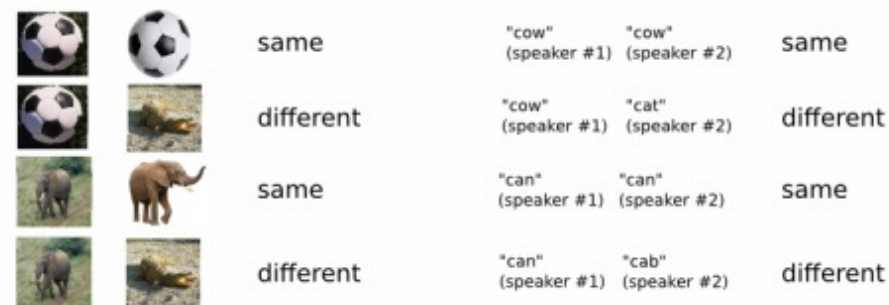 same
"cow" "cow"
(speaker #1) (speaker #2)
same
different
"cow" "cat"
(speaker #1) (speaker #2)
different
same
"can" "can"
(speaker #1) (speaker #2)
same
different
"can" "cab"
(speaker #1) (speaker #2)
different